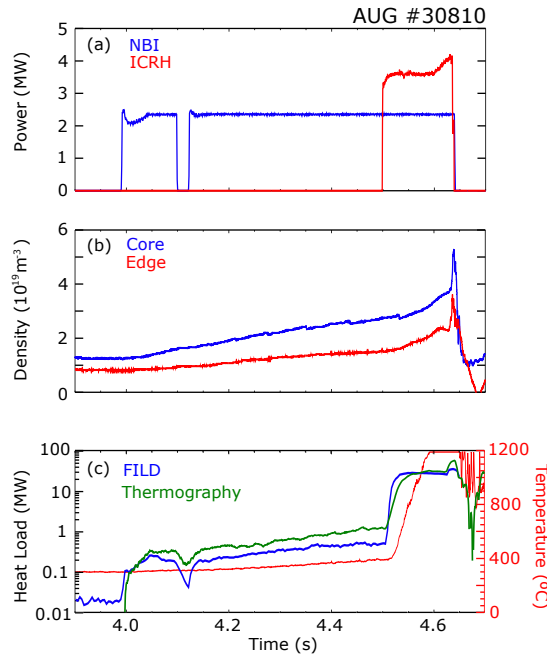 AUG #30810
(a) NBI
ICRH
Power (MW)
5
4
3
2
1
0
(b) Core
Edge
Density (10¹⁹m⁻³)
6
4
2
0
(c) FILD
Thermography
Heat Load (MW)
100
10
1
0.1
0.01
1200
800
400
0
Temperature (ºC)
4.0 4.2 4.4 4.6
Time (s)